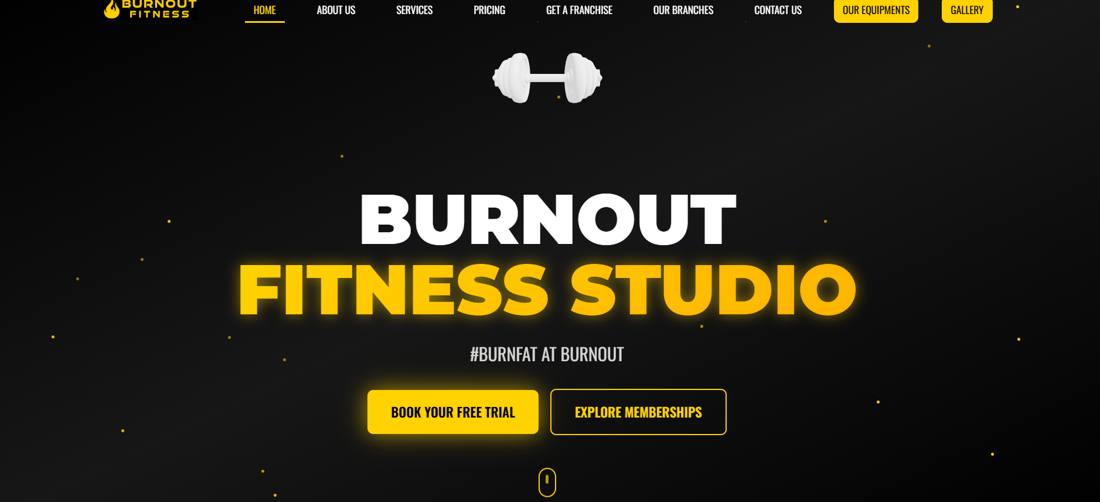 BURNOUT
FITNESS
HOME ABOUT US SERVICES PRICING GET A FRANCHISE OUR BRANCHES CONTACT US OUR EQUIPMENTS GALLERY
BURNOUT
FITNESS STUDIO
#BURNFAT AT BURNOUT
BOOK YOUR FREE TRIAL EXPLORE MEMBERSHIPS